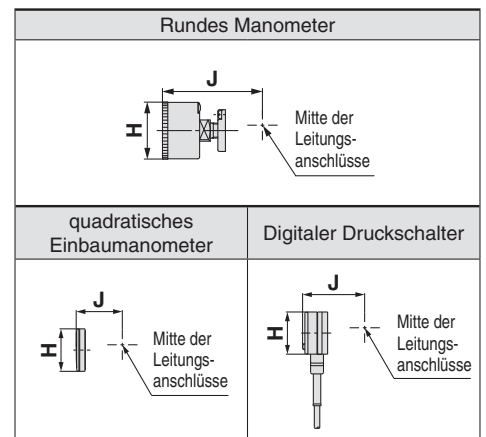 Rundes Manometer
J
H
Mitte der
Leitungs-
anschlüsse
quadratisches
Einbaumanometer
Digitaler Druckschalter
J
H
Mitte der
Leitungs-
anschlüsse
J
H
Mitte der
Leitungs-
anschlüsse